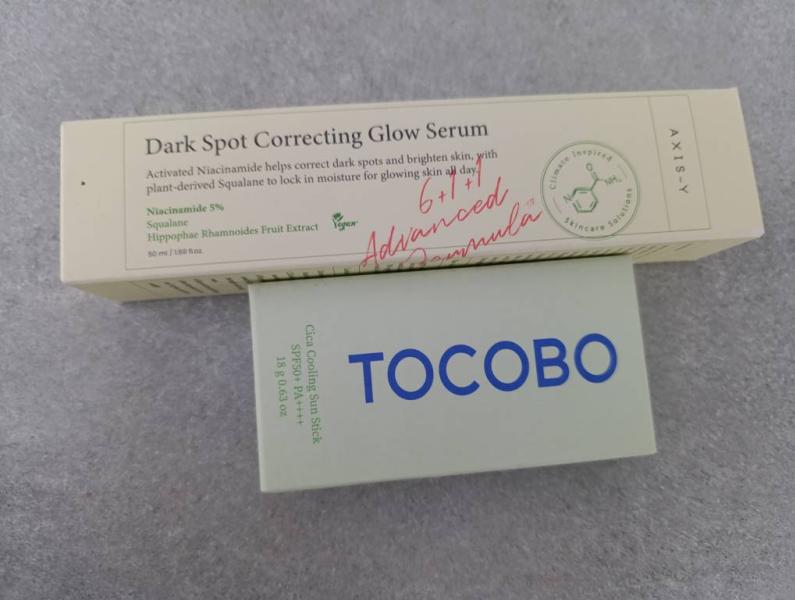 Dark Spot Correcting Glow Serum
Activated Niacinamide helps correct dark spots and brighten skin, with
plant-derived Squalane to lock in moisture for glowing skin all day.
Niacinamide 5%
Squalane
Hippophae Rhamnoides Fruit Extract
Vegan
50 ml / 1.69 fl oz.
6+1+1
Advanced
Formula™
Climate Inspired
Skincare Solutions
N
O
NH₂
AXIS-Y
TOCOBO
Cica Cooling Sun Stick
SPF50+ PA++++
18 g 0.63 oz